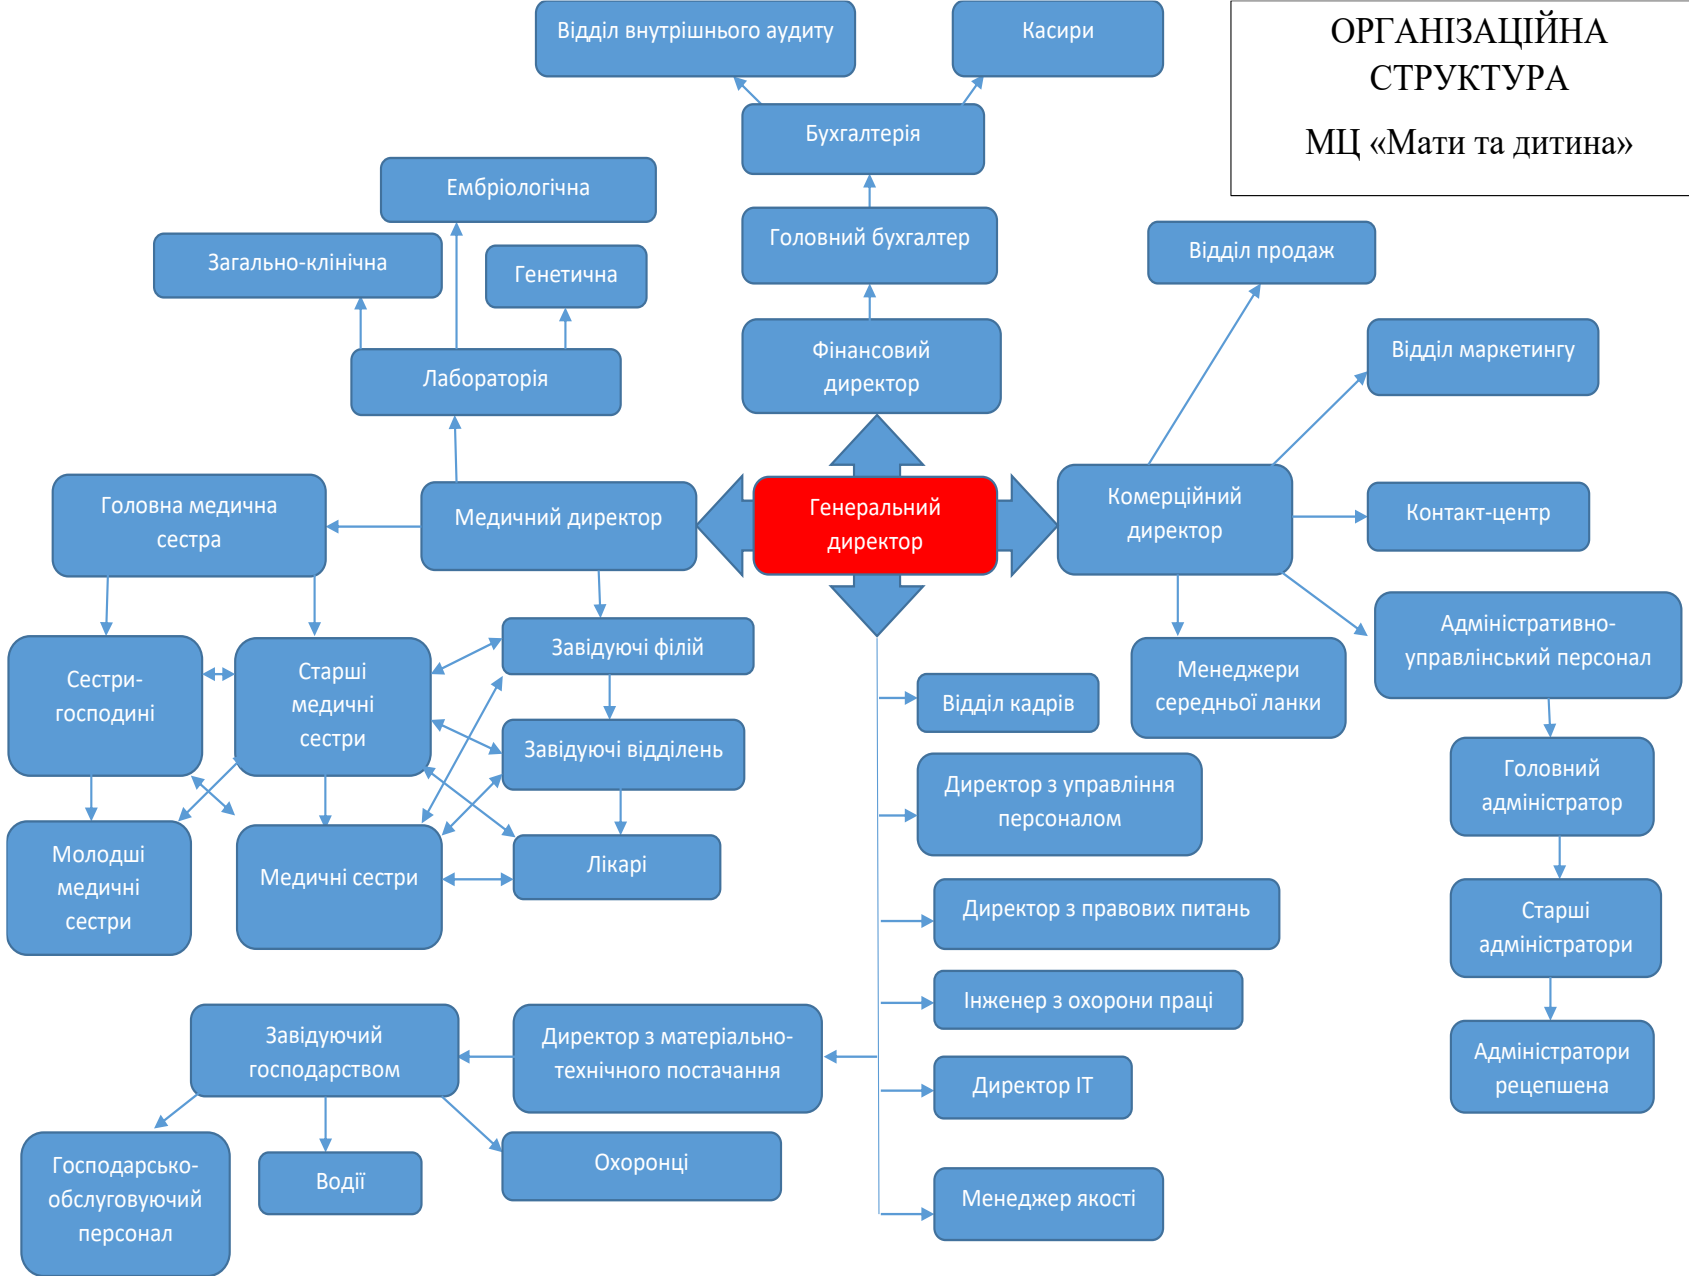 ОРГАНІЗАЦІЙНА
СТРУКТУРА
МЦ «Мати та дитина»
Відділ внутрішнього аудиту
Касири
Бухгалтерія
Ембріологічна
Головний бухгалтер
Відділ продаж
Загально-клінічна
Генетична
Фінансовий
директор
Відділ маркетингу
Лабораторія
Головна медична
сестра
Медичний директор
Генеральний
директор
Комерційний
директор
Контакт-центр
Сестри-
господині
Старші
медичні
сестри
Завідуючі філій
Завідуючі відділень
Лікарі
Молодші
медичні
сестри
Медичні сестри
Відділ кадрів
Менеджери
середньої ланки
Адміністративно-
управлінський персонал
Директор з управління
персоналом
Головний
адміністратор
Директор з правових питань
Старші
адміністратори
Інженер з охорони праці
Адміністратори
рецепшена
Завідуючий
господарством
Директор з матеріально-
технічного постачання
Директор ІТ
Господарсько-
обслуговуючий
персонал
Водії
Охоронці
Менеджер якості